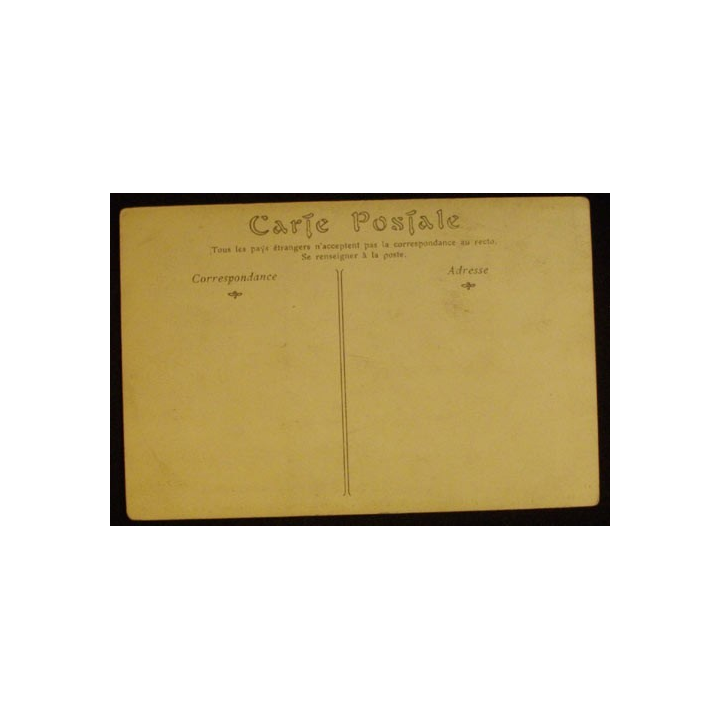 Carte Postale
Tous les pays étrangers n'acceptent pas la correspondance au recto.
Se renseigner à la poste.
Correspondance
Adresse